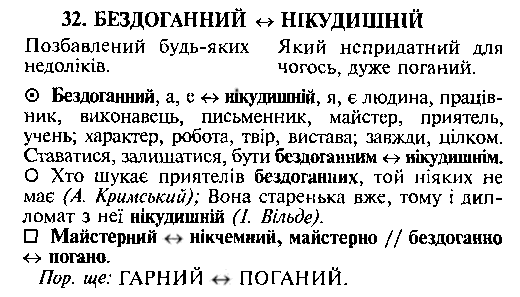 32. БЕЗДОГАННИЙ ↔ НІКУДИШНІЙ
Позбавлений будь-яких недоліків.
Який непридатний для чогось, дуже поганий.
⊙ Бездоганний, а, е ↔ нікудишній, я, є людина, праців-
ник, виконавець, письменник, майстер, приятель,
учень; характер, робота, твір, вистава; завжди, цілком.
Ставатися, залишатися, бути бездоганним ↔ нікудишнім.
○ Хто шукає приятелів бездоганних, той ніяких не
має (А. Кримський); Вона старенька вже, тому і дип-
ломат з неї нікудишній (І. Вільде).
□ Майстерний ↔ нікчемний, майстерно // бездоганно
↔ погано.
Пор. ще: ГАРНИЙ ↔ ПОГАНИЙ.